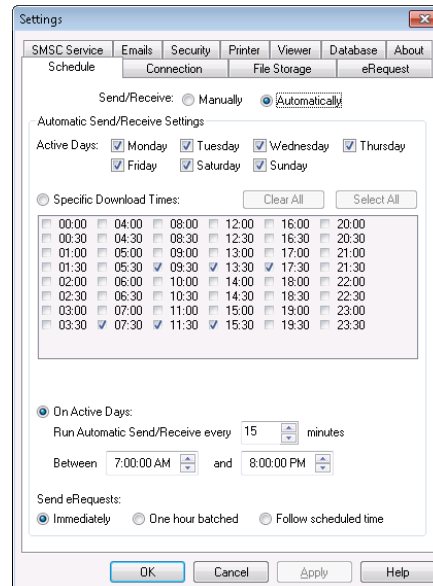 Settings
SMSC Service Emails Security Printer Viewer Database About
Schedule Connection File Storage eRequest
Send/Receive: Manually Automatically
Automatic Send/Receive Settings
Active Days: Monday Tuesday Wednesday Thursday
Friday Saturday Sunday
Specific Download Times: Clear All Select All
00:00 04:00 08:00 12:00 16:00 20:00
00:30 04:30 08:30 12:30 16:30 20:30
01:00 05:00 09:00 13:00 17:00 21:00
01:30 05:30 09:30 13:30 17:30 21:30
02:00 06:00 10:00 14:00 18:00 22:00
02:30 06:30 10:30 14:30 18:30 22:30
03:00 07:00 11:00 15:00 19:00 23:00
03:30 07:30 11:30 15:30 19:30 23:30
On Active Days:
Run Automatic Send/Receive every 15 minutes
Between 7:00:00 AM and 8:00:00 PM
Send eRequests:
Immediately One hour batched Follow scheduled time
OK Cancel Apply Help